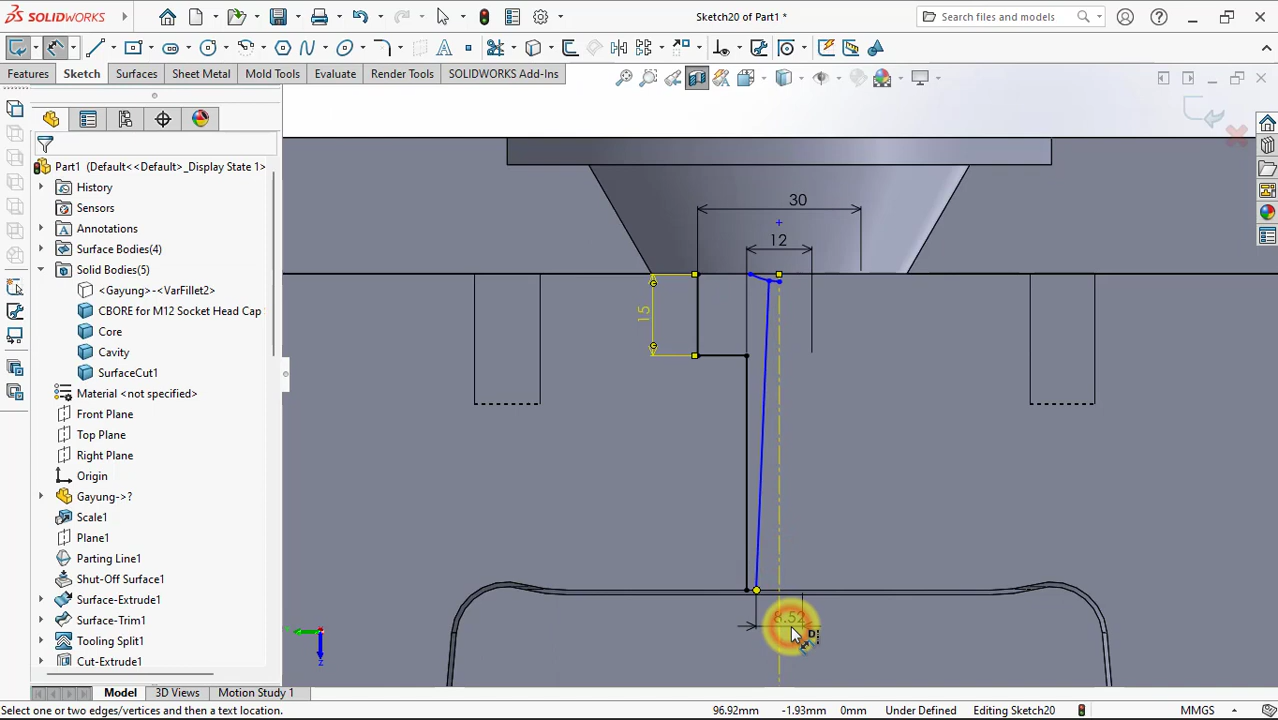 SOLIDWORKS
Sketch20 of Part1 *
Search files and models
Features
Sketch
Surfaces
Sheet Metal
Mold Tools
Evaluate
Render Tools
SOLIDWORKS Add-Ins
Part1 (Default<<Default>_Display State 1>
History
Sensors
Annotations
Surface Bodies(4)
Solid Bodies(5)
<Gayung>-<VarFillet2>
CBORE for M12 Socket Head Cap
Core
Cavity
SurfaceCut1
Material <not specified>
Front Plane
Top Plane
Right Plane
Origin
Gayung->?
Scale1
Plane1
Parting Line1
Shut-Off Surface1
Surface-Extrude1
Surface-Trim1
Tooling Split1
Cut-Extrude1
30
12
15
8.52
Model
3D Views
Motion Study 1
Select one or two edges/vertices and then a text location.
96.92mm
-1.93mm
0mm
Under Defined
Editing Sketch20
MMGS